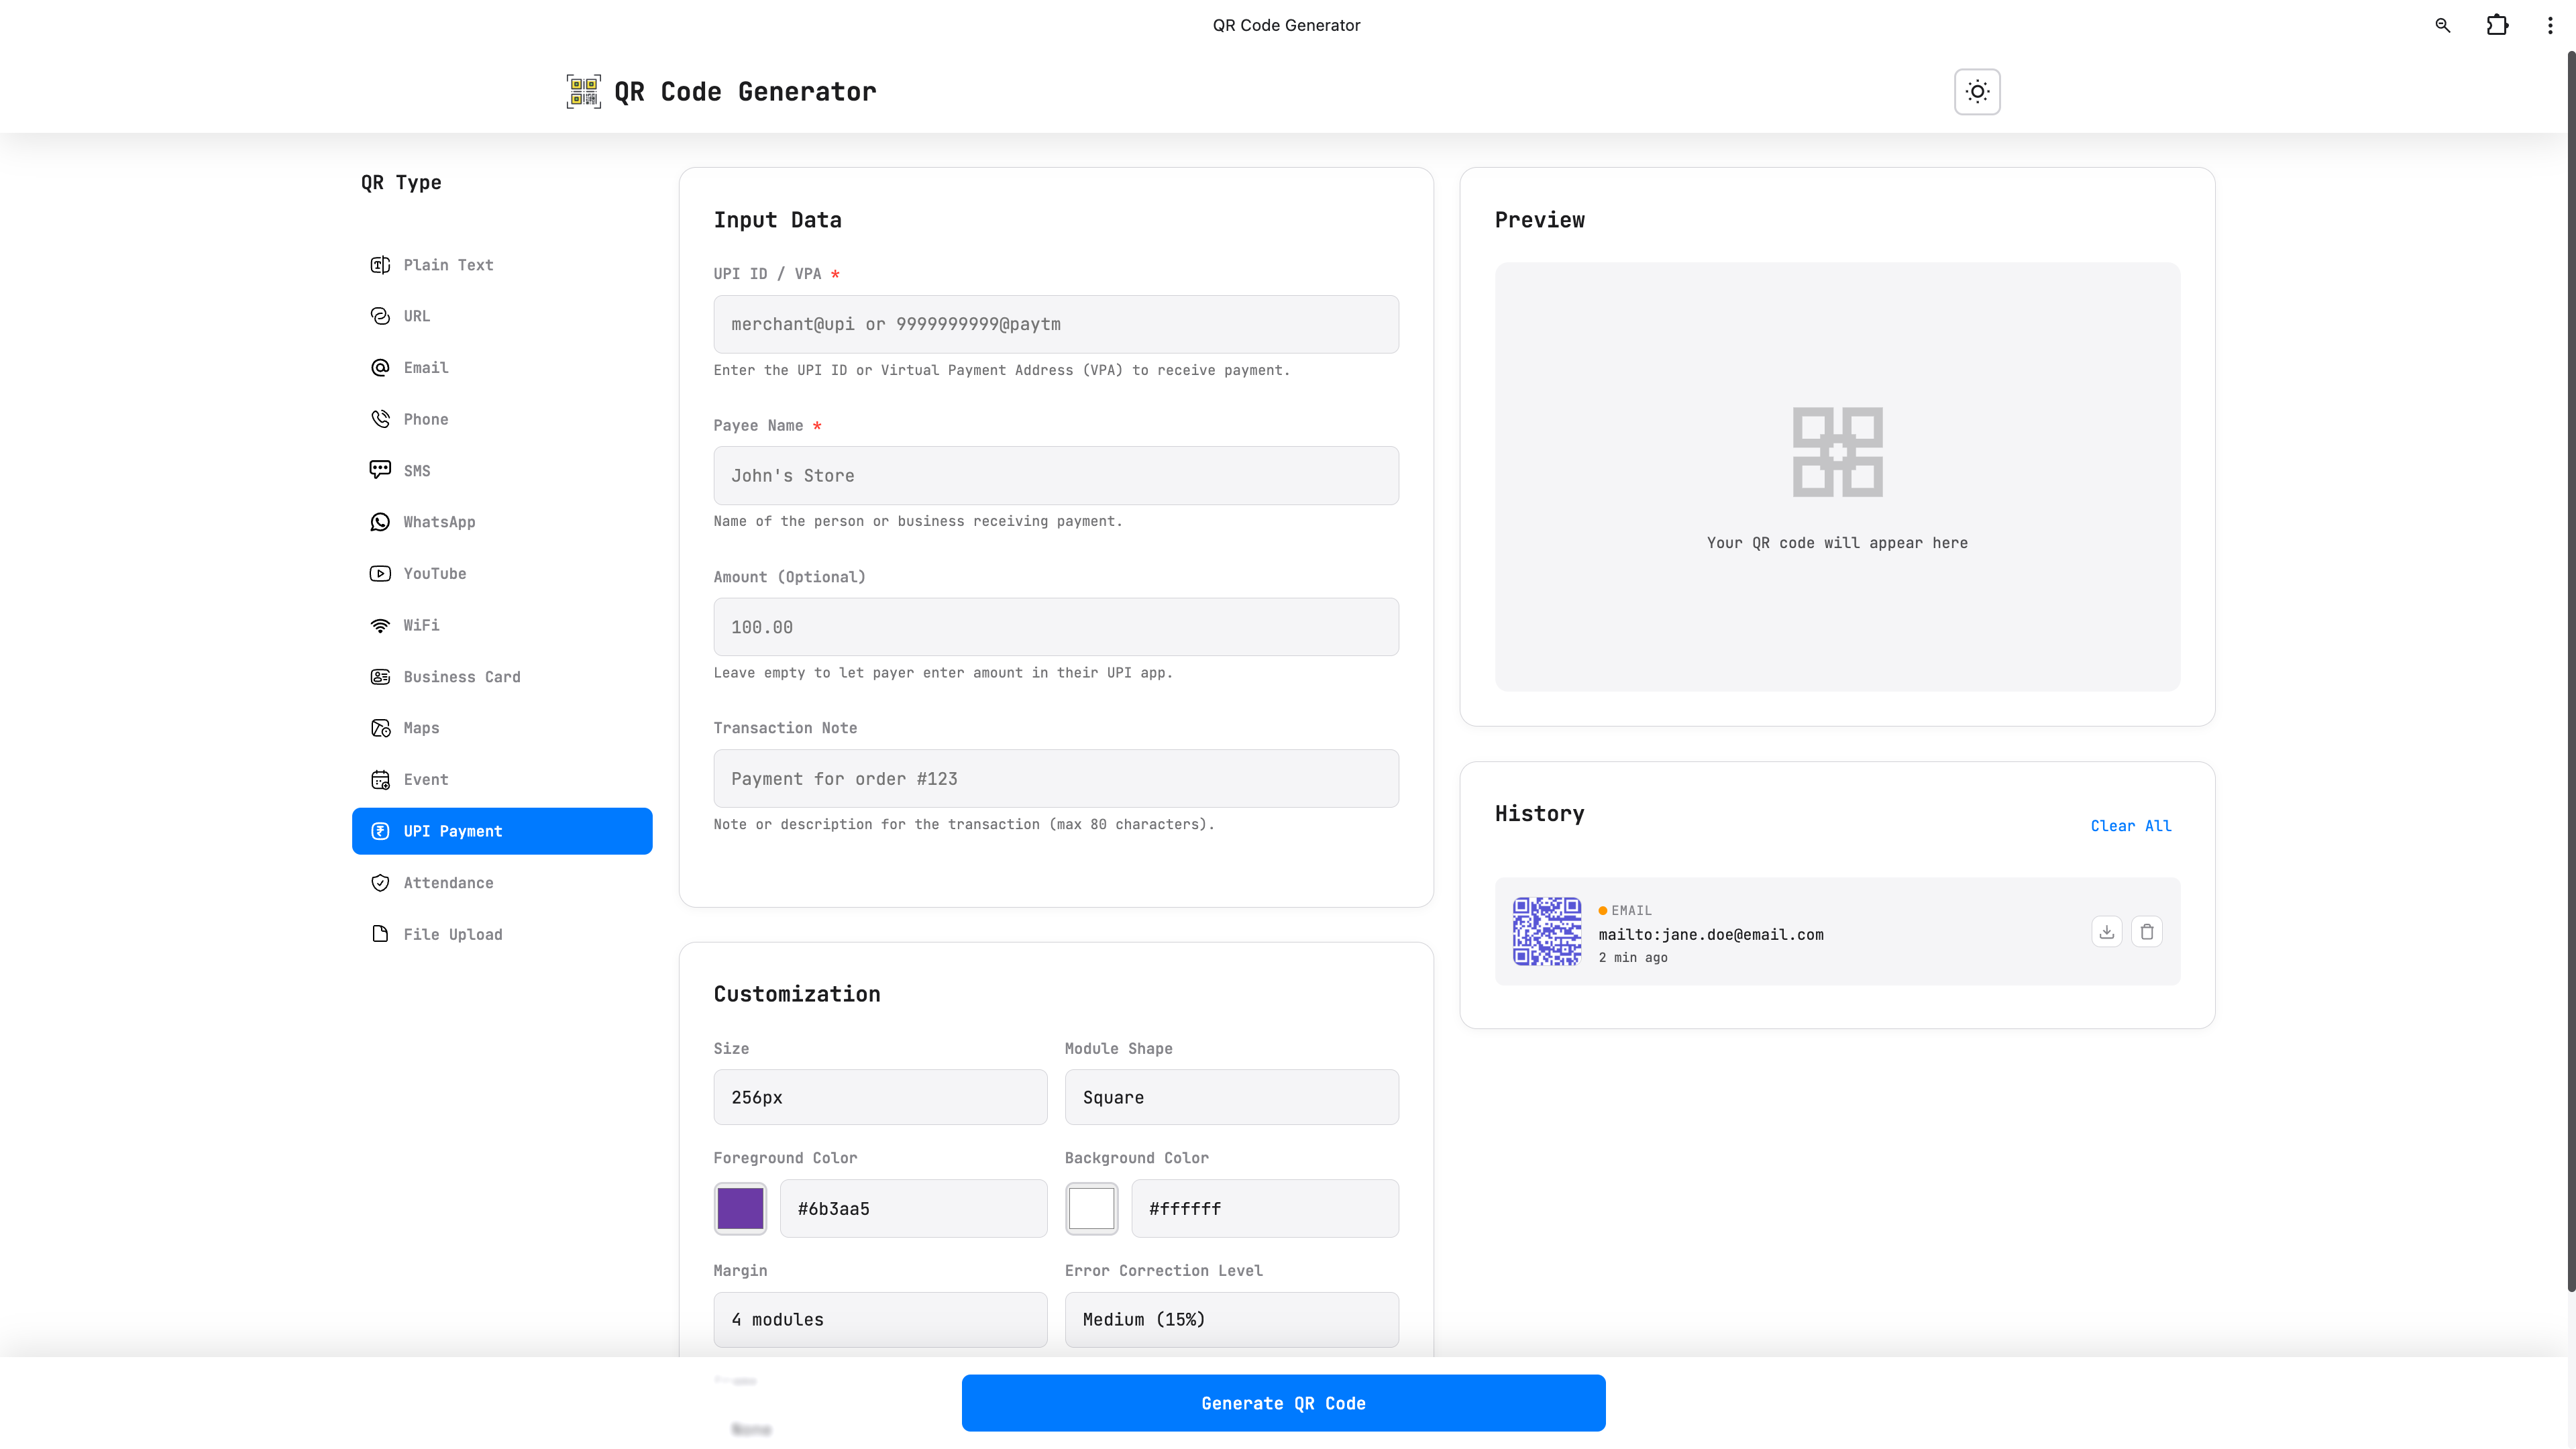 QR Code Generator
QR Code Generator
QR Type
Plain Text
URL
Email
Phone
SMS
WhatsApp
YouTube
WiFi
Business Card
Maps
Event
UPI Payment
Attendance
File Upload
Input Data
UPI ID / VPA *
merchant@upi or 9999999999@paytm
Enter the UPI ID or Virtual Payment Address (VPA) to receive payment.
Payee Name *
John's Store
Name of the person or business receiving payment.
Amount (Optional)
100.00
Leave empty to let payer enter amount in their UPI app.
Transaction Note
Payment for order #123
Note or description for the transaction (max 80 characters).
Customization
Size
Module Shape
256px
Square
Foreground Color
Background Color
#6b3aa5
#ffffff
Margin
Error Correction Level
4 modules
Medium (15%)
None
Generate QR Code
Preview
Your QR code will appear here
History
Clear All
EMAIL
mailto:jane.doe@email.com
2 min ago